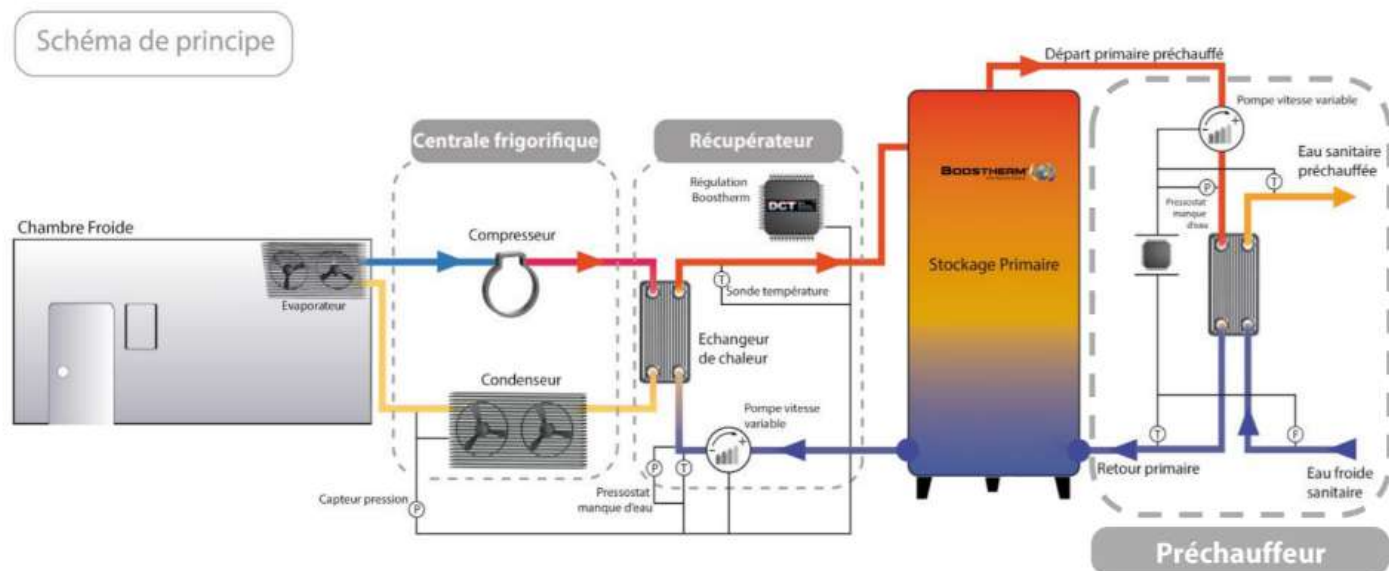 Schéma de principe
Départ primaire préchauffé
Pompe vitesse variable
Centrale frigorifique
Récupérateur
Eau sanitaire
préchauffée
Régulation
Boostherm
DCT
BOOSTHERM
T
P
Pressostat
manque d'eau
Chambre Froide
Compresseur
Stockage Primaire
T
Sonde température
Evaporateur
Echangeur
de chaleur
Condenseur
Pompe vitesse
variable
T
F
P
T
Retour primaire
Eau froide
sanitaire
Capteur pression
P
Pressostat
manque d'eau
Préchauffeur